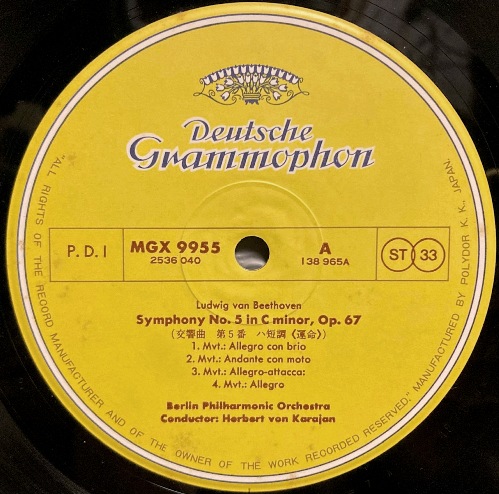 Deutsche
Grammophon
P. D. I
MGX 9955
2536 040
A
138 965A
ST 33
Ludwig van Beethoven
Symphony No. 5 in C minor, Op. 67
(交響曲 第5番 ハ短調《運命》)
1. Mvt.: Allegro con brio
2. Mvt.: Andante con moto
3. Mvt.: Allegro-attacca:
4. Mvt.: Allegro
Berlin Philharmonic Orchestra
Conductor: Herbert von Karajan
"ALL RIGHTS OF THE RECORD MANUFACTURER AND OF THE OWNER OF THE WORK RECORDED RESERVED." MANUFACTURED BY POLYDOR K. K., JAPAN.